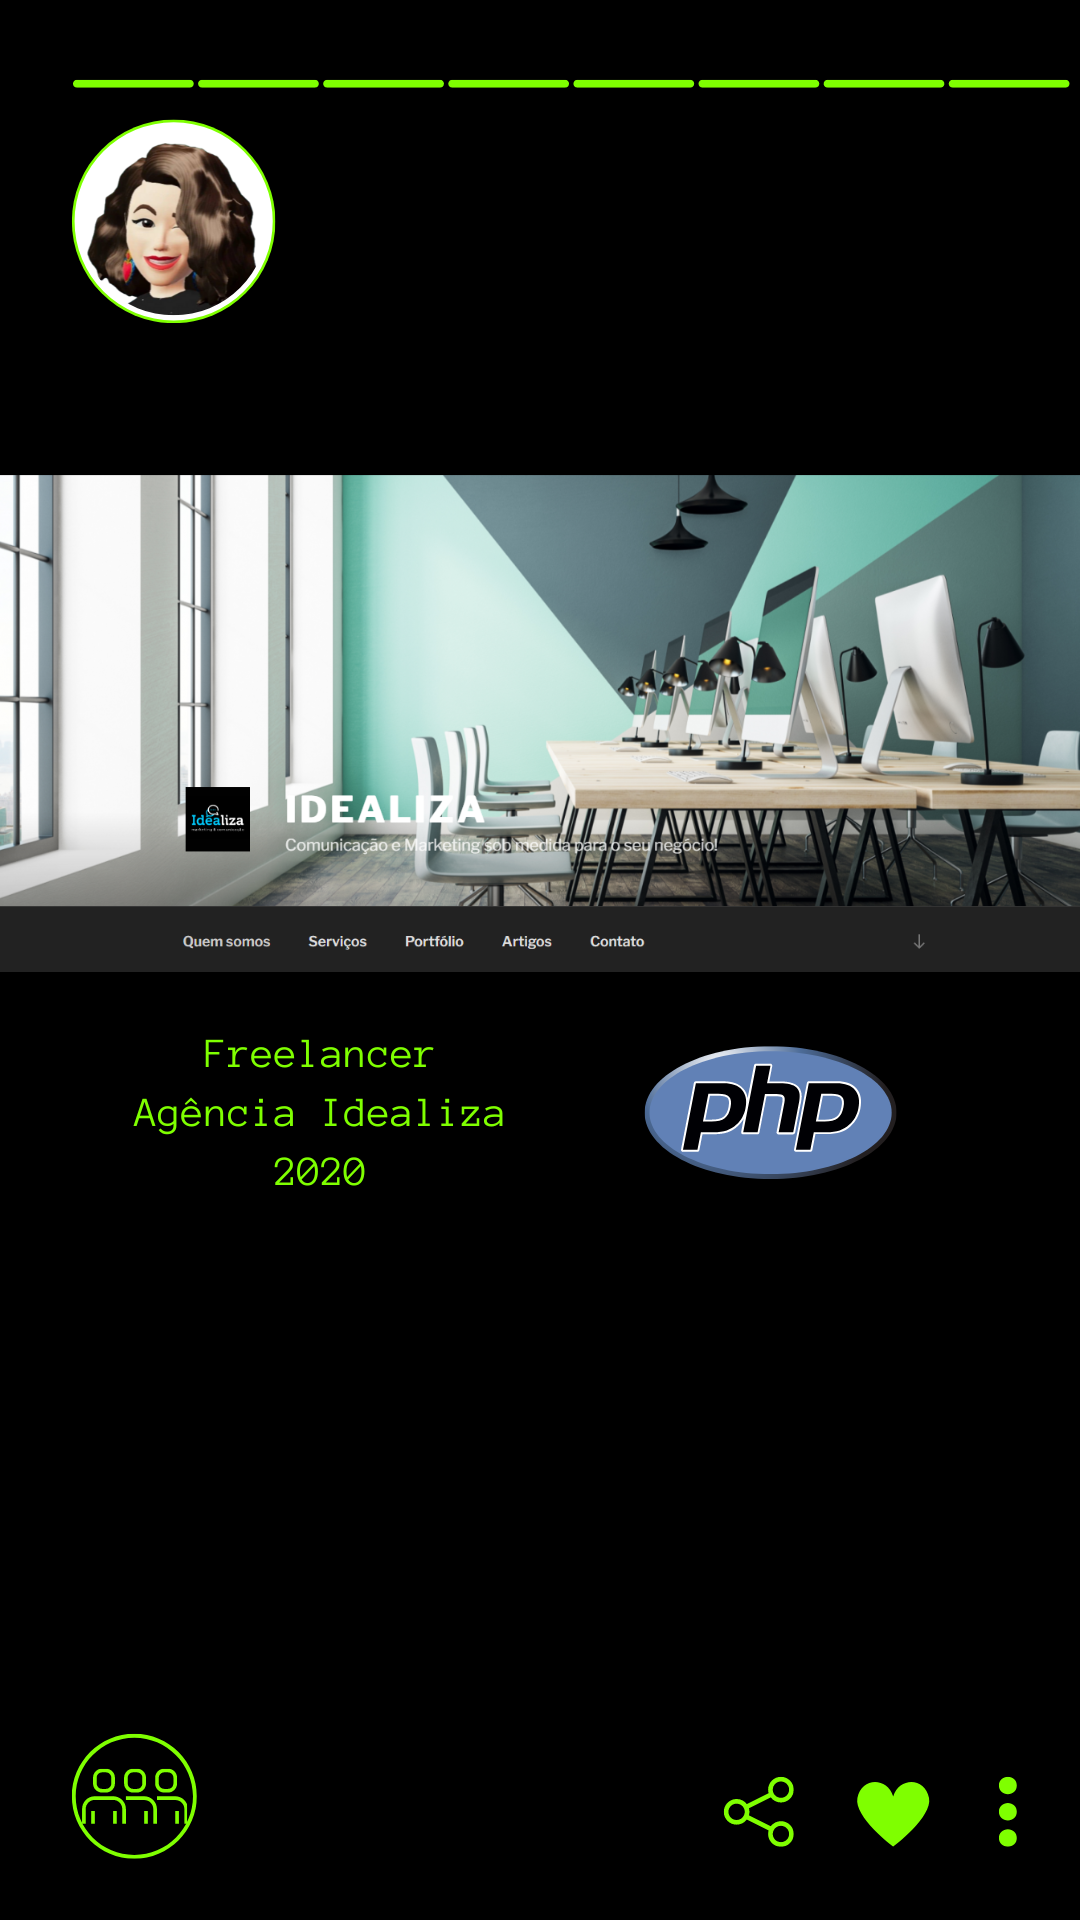 Idealiza
IDEALIZA
Comunicação e Marketing sob medida para o seu negócio!
Quem somos
Serviços
Portfólio
Artigos
Contato
Freelancer
Agência Idealiza
2020
php